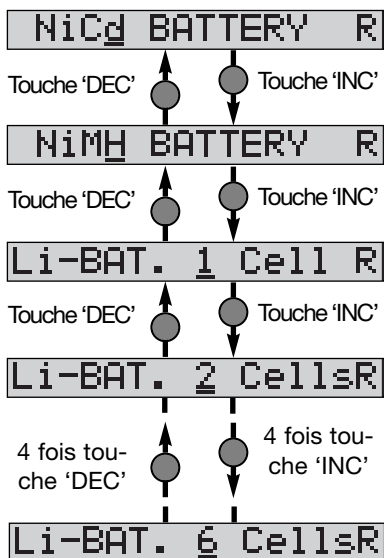 NiCd BATTERY R
Touche 'DEC' Touche 'INC'
NiMH BATTERY R
Touche 'DEC' Touche 'INC'
Li-BAT. 1 Cell R
Touche 'DEC' Touche 'INC'
Li-BAT. 2 CellsR
4 fois tou-
che 'DEC'
4 fois tou-
che 'INC'
Li-BAT. 6 CellsR